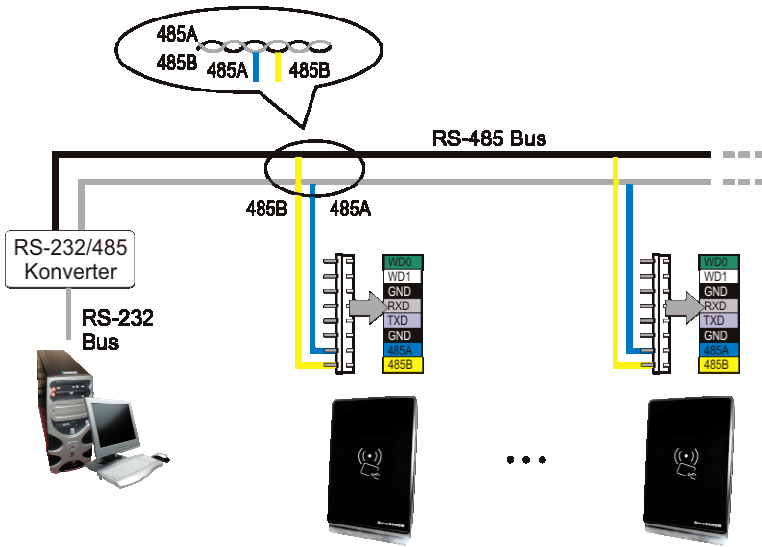 485A
485B
485A
485B
RS-485 Bus
485B
485A
RS-232/485
Konverter
RS-232
Bus
WD0
WD1
GND
RXD
TXD
GND
485A
485B
WD0
WD1
GND
RXD
TXD
GND
485A
485B